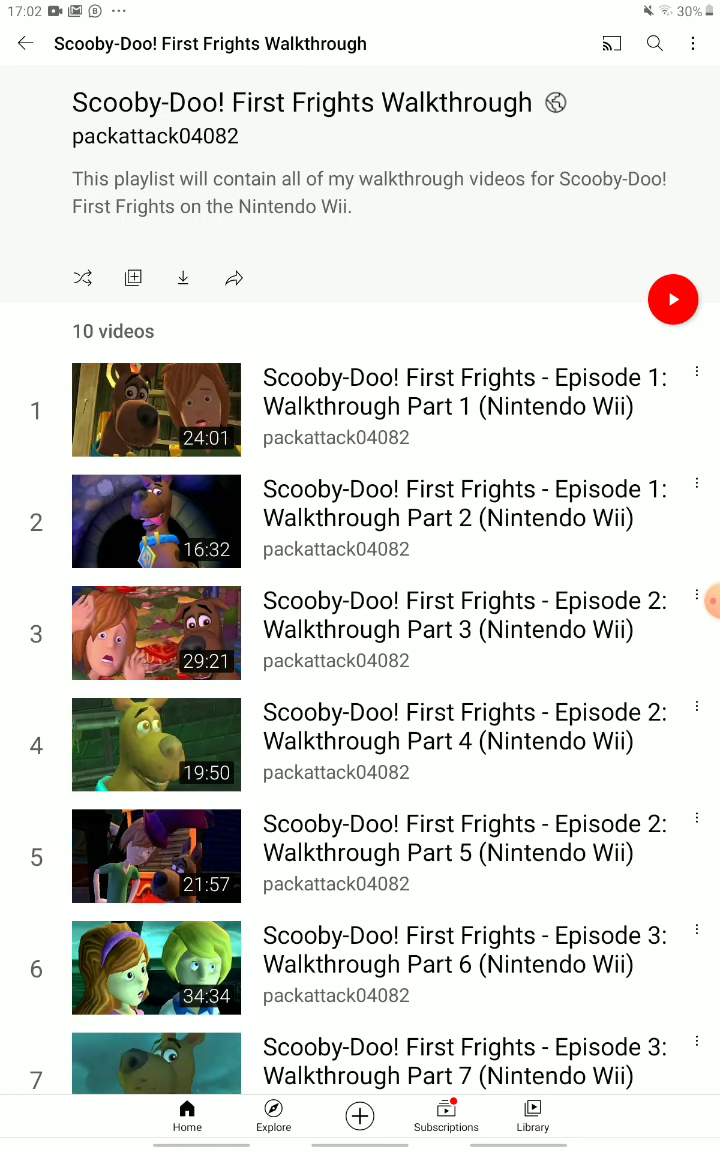 17:02
30%
Scooby-Doo! First Frights Walkthrough
Scooby-Doo! First Frights Walkthrough
packattack04082
This playlist will contain all of my walkthrough videos for Scooby-Doo!
First Frights on the Nintendo Wii.
10 videos
1
24:01
Scooby-Doo! First Frights - Episode 1:
Walkthrough Part 1 (Nintendo Wii)
packattack04082
2
16:32
Scooby-Doo! First Frights - Episode 1:
Walkthrough Part 2 (Nintendo Wii)
packattack04082
3
29:21
Scooby-Doo! First Frights - Episode 2:
Walkthrough Part 3 (Nintendo Wii)
packattack04082
4
19:50
Scooby-Doo! First Frights - Episode 2:
Walkthrough Part 4 (Nintendo Wii)
packattack04082
5
21:57
Scooby-Doo! First Frights - Episode 2:
Walkthrough Part 5 (Nintendo Wii)
packattack04082
6
34:34
Scooby-Doo! First Frights - Episode 3:
Walkthrough Part 6 (Nintendo Wii)
packattack04082
7
Scooby-Doo! First Frights - Episode 3:
Walkthrough Part 7 (Nintendo Wii)
Home
Explore
Subscriptions
Library